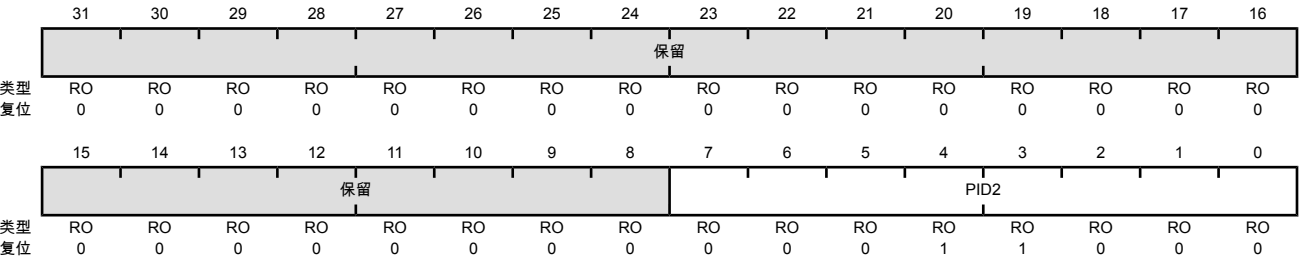 31 30 29 28 27 26 25 24 23 22 21 20 19 18 17 16
保留
类型 RO RO RO RO RO RO RO RO RO RO RO RO RO RO RO RO
复位 0 0 0 0 0 0 0 0 0 0 0 0 0 0 0 0
15 14 13 12 11 10 9 8 7 6 5 4 3 2 1 0
保留 PID2
类型 RO RO RO RO RO RO RO RO RO RO RO RO RO RO RO RO
复位 0 0 0 0 0 0 0 0 0 0 0 1 1 0 0 0